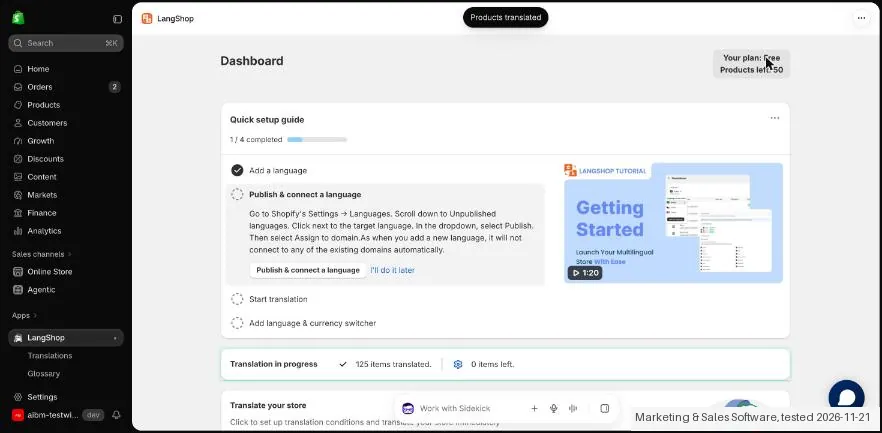 LangShop
Products translated
Search
⌘K
Home
Orders
2
Products
Customers
Growth
Discounts
Content
Markets
Finance
Analytics
Sales channels
Online Store
Agentic
Apps
LangShop
Translations
Glossary
Settings
aibm-testwi...
dev
Dashboard
Your plan: Free
Products left: 50
Quick setup guide
1 / 4 completed
Add a language
Publish & connect a language
Go to Shopify's Settings → Languages. Scroll down to Unpublished
languages. Click next to the target language. In the dropdown, select Publish.
Then select Assign to domain.As when you add a new language, it will not
connect to any of the existing domains automatically.
Publish & connect a language
I'll do it later
Start translation
Add language & currency switcher
LANGSHOP TUTORIAL
Getting
Started
Launch Your Multilingual
Store With Ease
1:20
Translation in progress
125 items translated.
0 items left.
Translate your store
Click to set up translation conditions and translate your store immediately
Work with Sidekick
Marketing & Sales Software, tested 2026-11-21